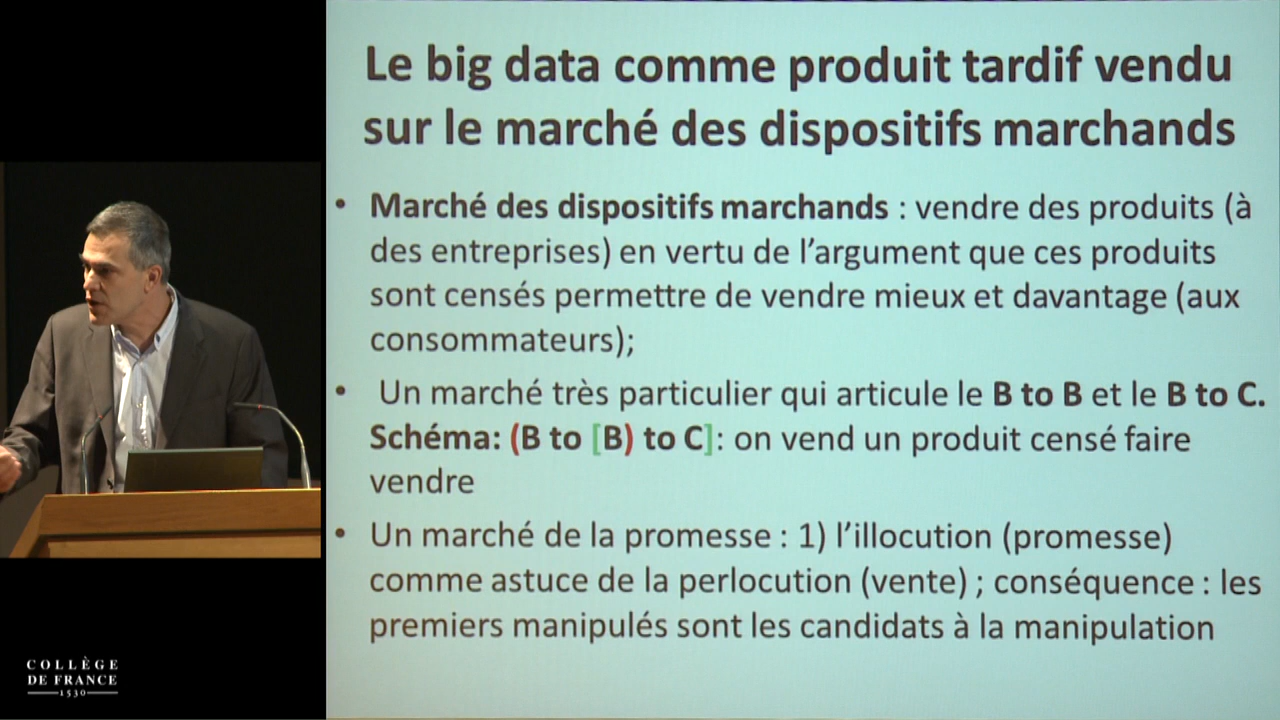 Le big data comme produit tardif vendu
sur le marché des dispositifs marchands
• Marché des dispositifs marchands : vendre des produits (à
des entreprises) en vertu de l’argument que ces produits
sont censés permettre de vendre mieux et davantage (aux
consommateurs);
• Un marché très particulier qui articule le B to B et le B to C.
Schéma: (B to [B) to C]: on vend un produit censé faire
vendre
• Un marché de la promesse : 1) l’illocution (promesse)
comme astuce de la perlocution (vente) ; conséquence : les
premiers manipulés sont les candidats à la manipulation
COLLÈGE
DE FRANCE
1530